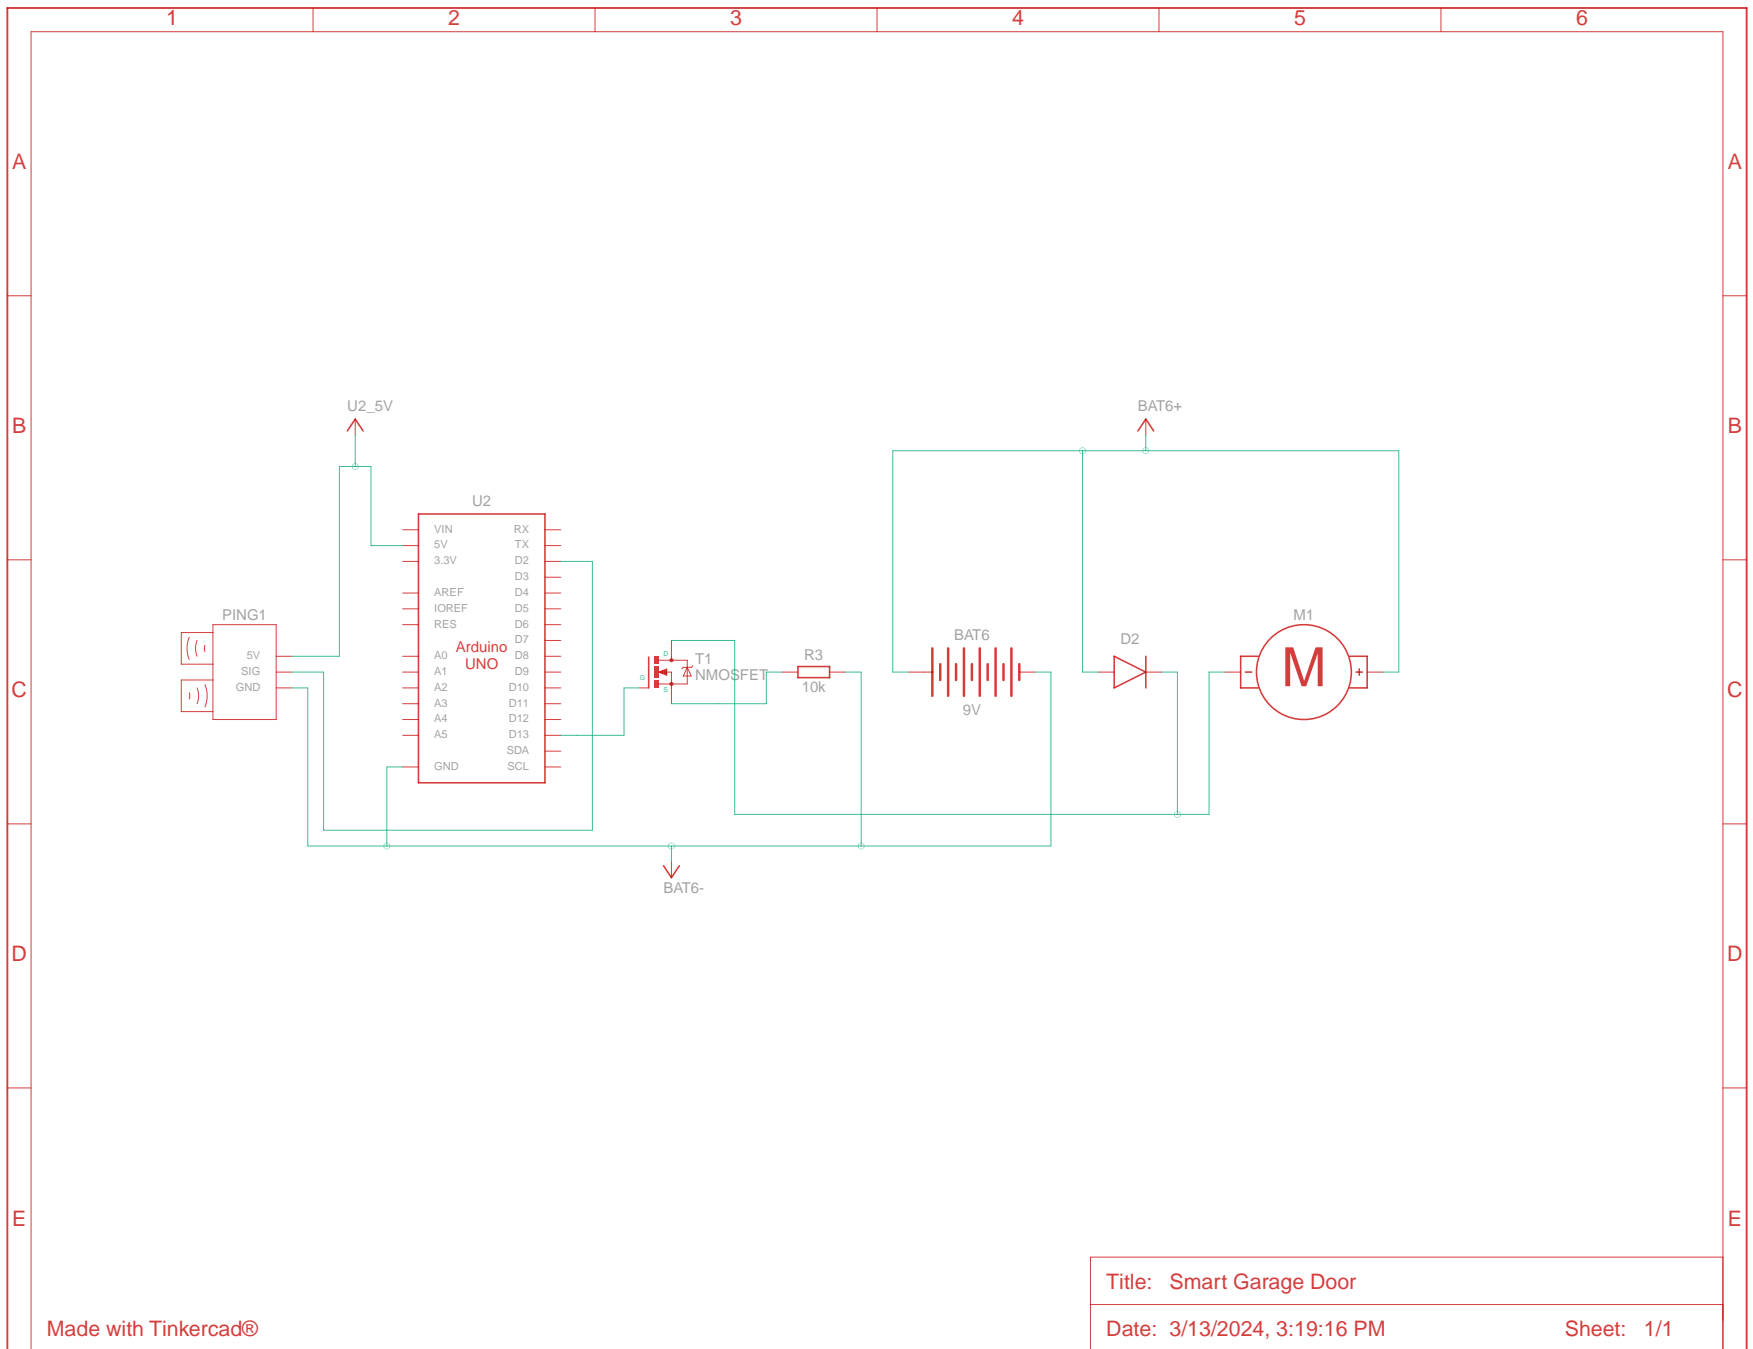 1 2 3 4 5 6
A A
U2_5V BAT6+
B B
U2
VIN RX
5V TX
3.3V D2
D3
AREF D4
IOREF D5
RES D6
D7
A0 D8
A1 D9
A2 D10
A3 D11
A4 D12
A5 D13
SDA
GND SCL
Arduino
UNO
PING1
5V
SIG
GND
D
G
S
T1
NMOSFET
R3
10k
BAT6
9V
D2
M1
- M +
C C
BAT6-
D D
E E
Title: Smart Garage Door
Made with Tinkercad®
Date: 3/13/2024, 3:19:16 PM Sheet: 1/1